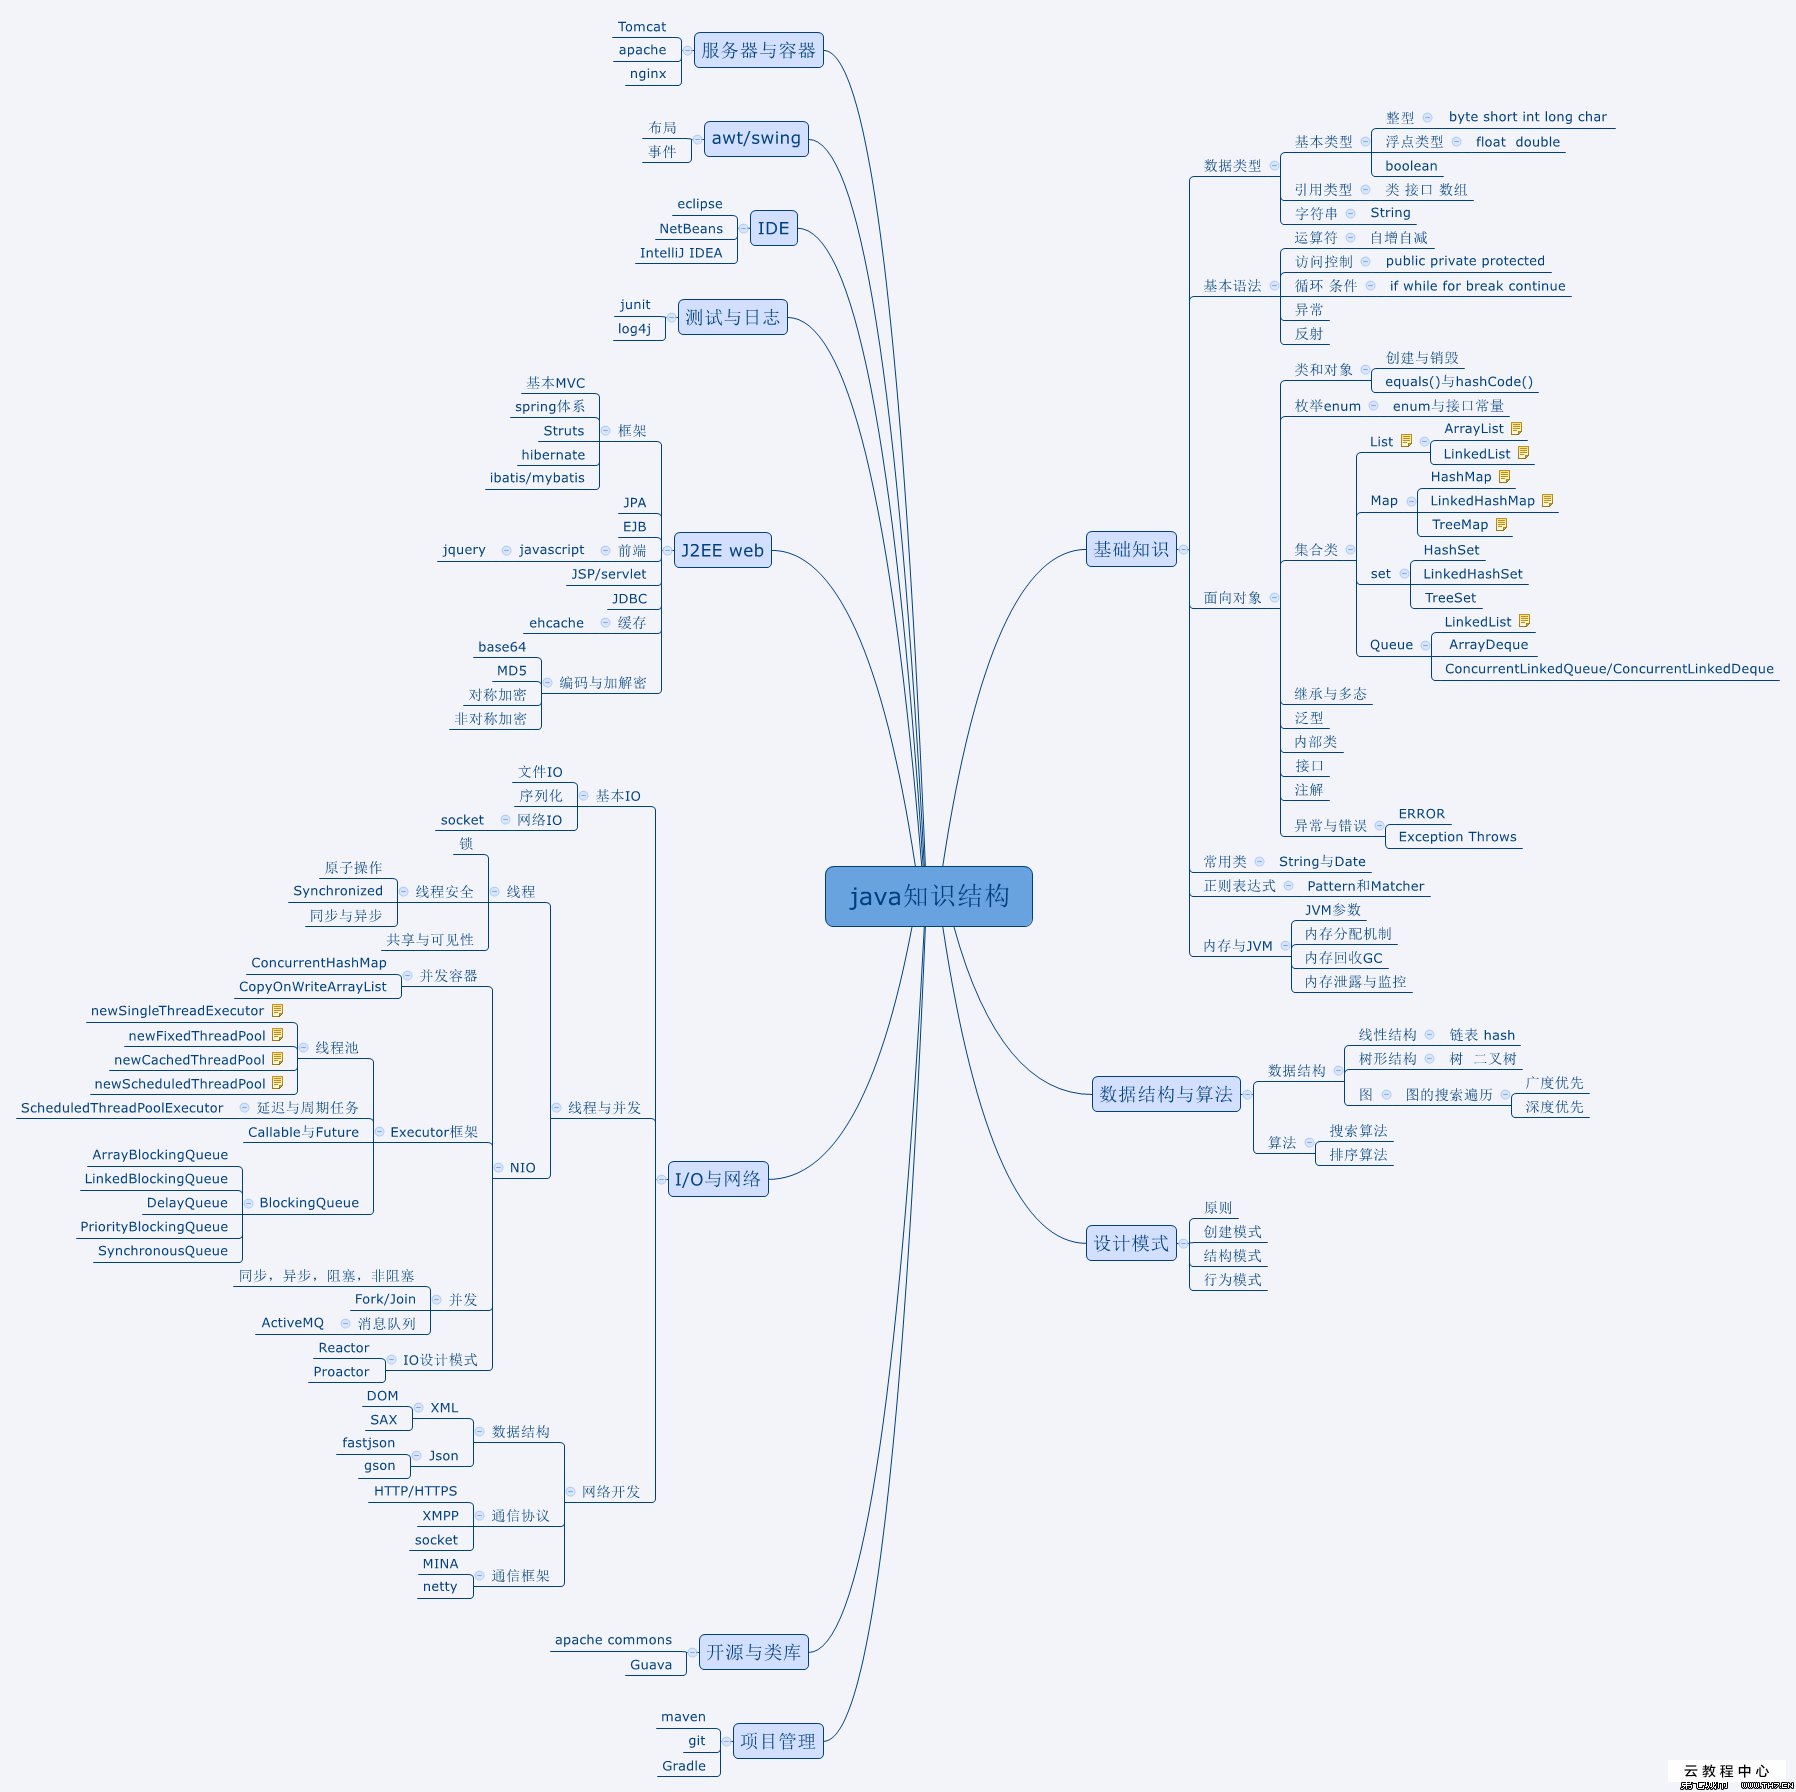 java知识结构
服务器与容器
Tomcat
apache
nginx
awt/swing
布局
事件
IDE
eclipse
NetBeans
IntelliJ IDEA
测试与日志
junit
log4j
J2EE web
框架
基本MVC
spring体系
Struts
hibernate
ibatis/mybatis
JPA
EJB
前端
javascript
jquery
JSP/servlet
JDBC
缓存
ehcache
编码与加解密
base64
MD5
对称加密
非对称加密
I/O与网络
基本IO
文件IO
序列化
网络IO
socket
线程与并发
线程
锁
线程安全
原子操作
Synchronized
同步与异步
共享与可见性
NIO
并发容器
ConcurrentHashMap
CopyOnWriteArrayList
Executor框架
线程池
newSingleThreadExecutor
newFixedThreadPool
newCachedThreadPool
newScheduledThreadPool
延迟与周期任务
ScheduledThreadPoolExecutor
Callable与Future
BlockingQueue
ArrayBlockingQueue
LinkedBlockingQueue
DelayQueue
PriorityBlockingQueue
SynchronousQueue
并发
同步，异步，阻塞，非阻塞
Fork/Join
消息队列
ActiveMQ
IO设计模式
Reactor
Proactor
网络开发
数据结构
XML
DOM
SAX
Json
fastjson
gson
通信协议
HTTP/HTTPS
XMPP
socket
通信框架
MINA
netty
开源与类库
apache commons
Guava
项目管理
maven
git
Gradle
基础知识
数据类型
基本类型
整型
byte short int long char
浮点类型
float double
boolean
引用类型
类 接口 数组
字符串
String
基本语法
运算符
自增自减
访问控制
public private protected
循环 条件
if while for break continue
异常
反射
面向对象
类和对象
创建与销毁
equals()与hashCode()
枚举enum
enum与接口常量
集合类
List
ArrayList
LinkedList
Map
HashMap
LinkedHashMap
TreeMap
set
HashSet
LinkedHashSet
TreeSet
Queue
LinkedList
ArrayDeque
ConcurrentLinkedQueue/ConcurrentLinkedDeque
继承与多态
泛型
内部类
接口
注解
异常与错误
ERROR
Exception Throws
常用类
String与Date
正则表达式
Pattern和Matcher
内存与JVM
JVM参数
内存分配机制
内存回收GC
内存泄露与监控
数据结构与算法
数据结构
线性结构
链表 hash
树形结构
树 二叉树
图
图的搜索遍历
广度优先
深度优先
算法
搜索算法
排序算法
设计模式
原则
创建模式
结构模式
行为模式
云教程中心